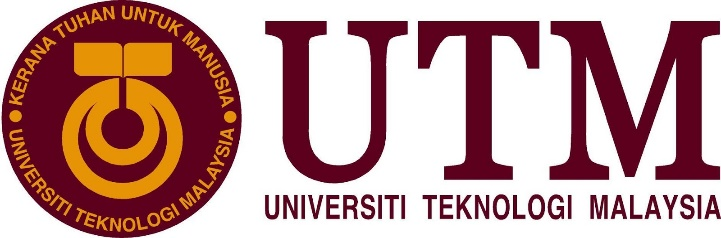 • KERANA TUHAN UNTUK MANUSIA •
UNIVERSITI TEKNOLOGI MALAYSIA
UTM
UNIVERSITI TEKNOLOGI MALAYSIA